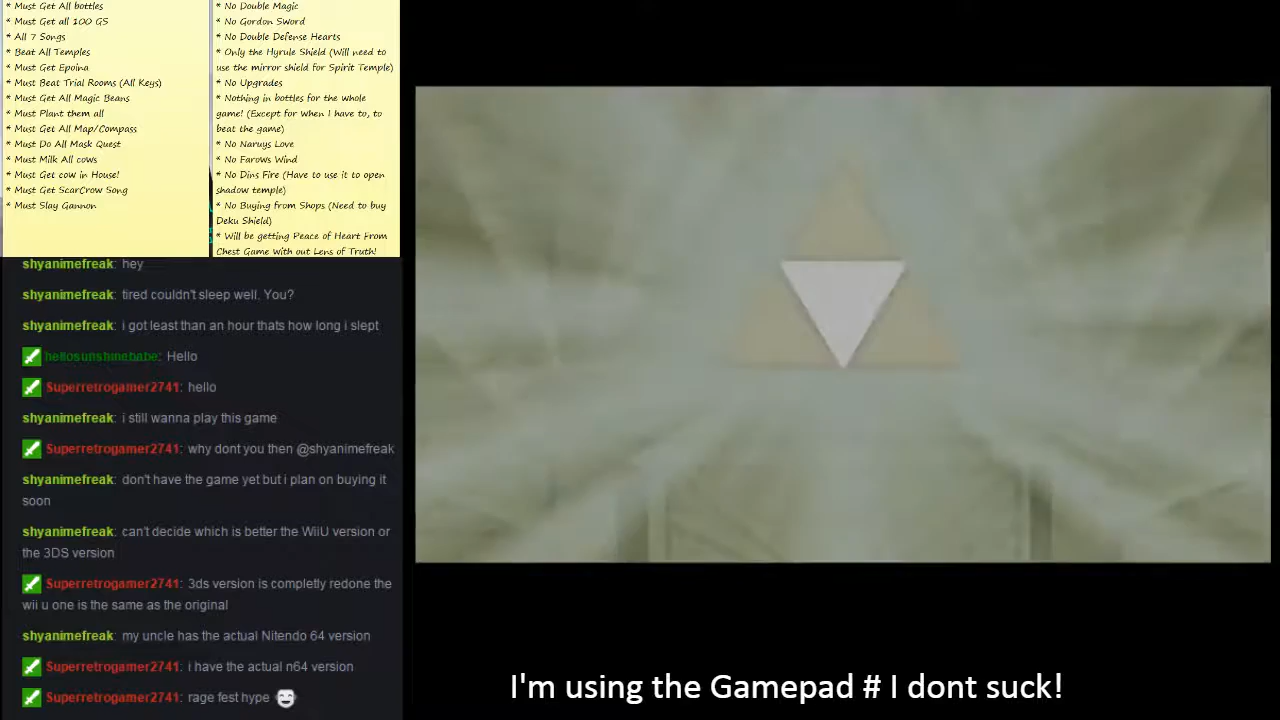 * Must Get All bottles
* Must Get all 100 GS
* All 7 Songs
* Beat All Temples
* Must Get Epoina
* Must Beat Trial Rooms (All Keys)
* Must Get All Magic Beans
* Must Plant them all
* Must Get All Map/Compass
* Must Do All Mask Quest
* Must Milk All cows
* Must Get cow in House!
* Must Get ScarCrow Song
* Must Slay Gannon
* No Double Magic
* No Gordon Sword
* No Double Defense Hearts
* Only the Hyrule Shield (Will need to
use the mirror shield for Spirit Temple)
* No Upgrades
* Nothing in bottles for the whole
game! (Except for when I have to, to
beat the game)
* No Naruys Love
* No Farows Wind
* No Dins Fire (Have to use it to open
shadow temple)
* No Buying from Shops (Need to buy
Deku Shield)
* Will be getting Peace of Heart From
Chest Game With out Lens of Truth!
shyanimefreak: hey
shyanimefreak: tired couldn't sleep well. You?
shyanimefreak: i got least than an hour thats how long i slept
hellosunshinebabe: Hello
Superretrogamer2741: hello
shyanimefreak: i still wanna play this game
Superretrogamer2741: why dont you then @shyanimefreak
shyanimefreak: don't have the game yet but i plan on buying it
soon
shyanimefreak: can't decide which is better the WiiU version or
the 3DS version
Superretrogamer2741: 3ds version is completly redone the
wii u one is the same as the original
shyanimefreak: my uncle has the actual Nitendo 64 version
Superretrogamer2741: i have the actual n64 version
Superretrogamer2741: rage fest hype
I'm using the Gamepad # I dont suck!